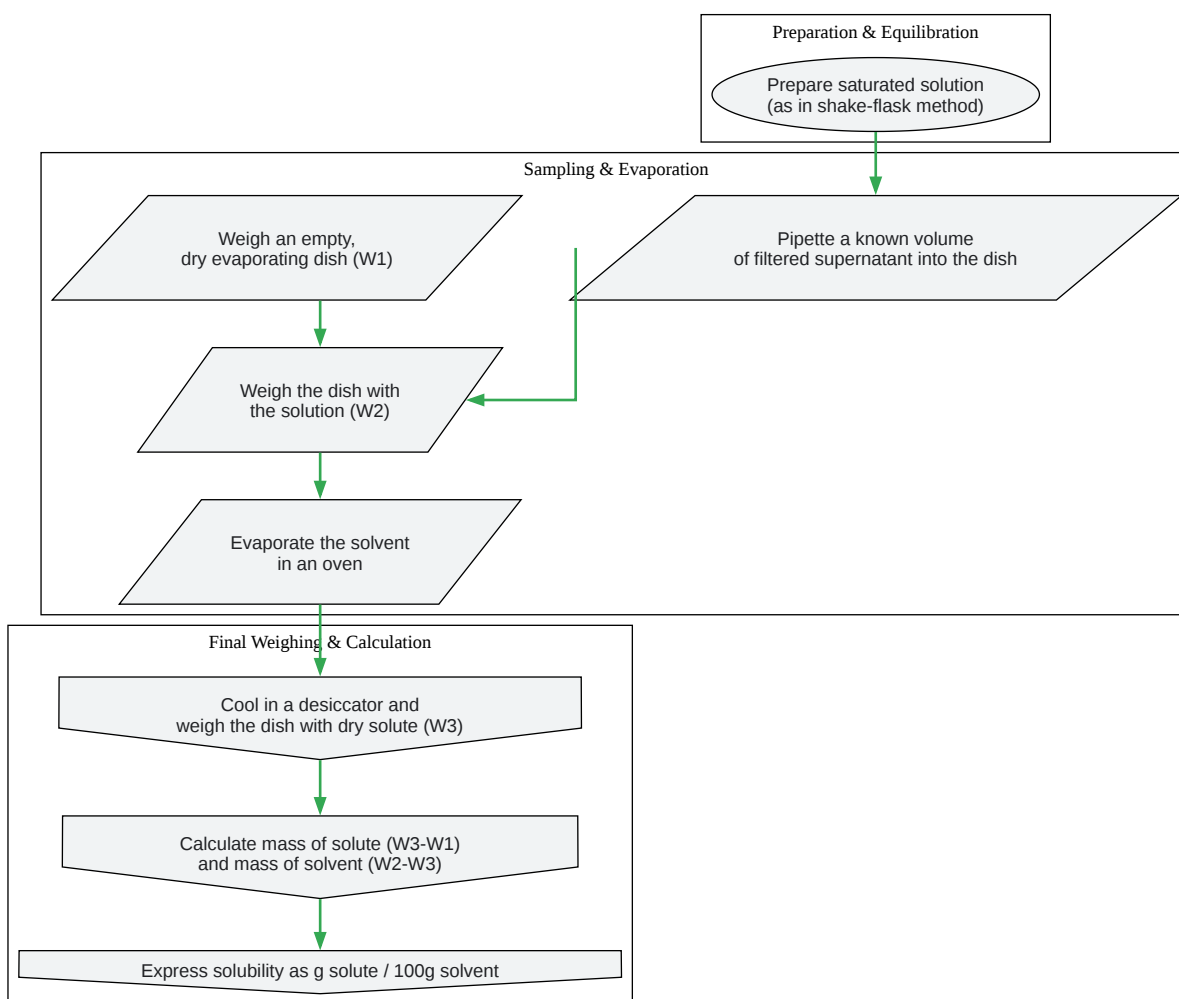 Preparation & Equilibration
Prepare saturated solution
(as in shake-flask method)
Sampling & Evaporation
Weigh an empty,
dry evaporating dish (W1)
Pipette a known volume
of filtered supernatant into the dish
Weigh the dish with
the solution (W2)
Evaporate the solvent
in an oven
Final Weighing & Calculation
Cool in a desiccator and
weigh the dish with dry solute (W3)
Calculate mass of solute (W3-W1)
and mass of solvent (W2-W3)
Express solubility as g solute / 100g solvent